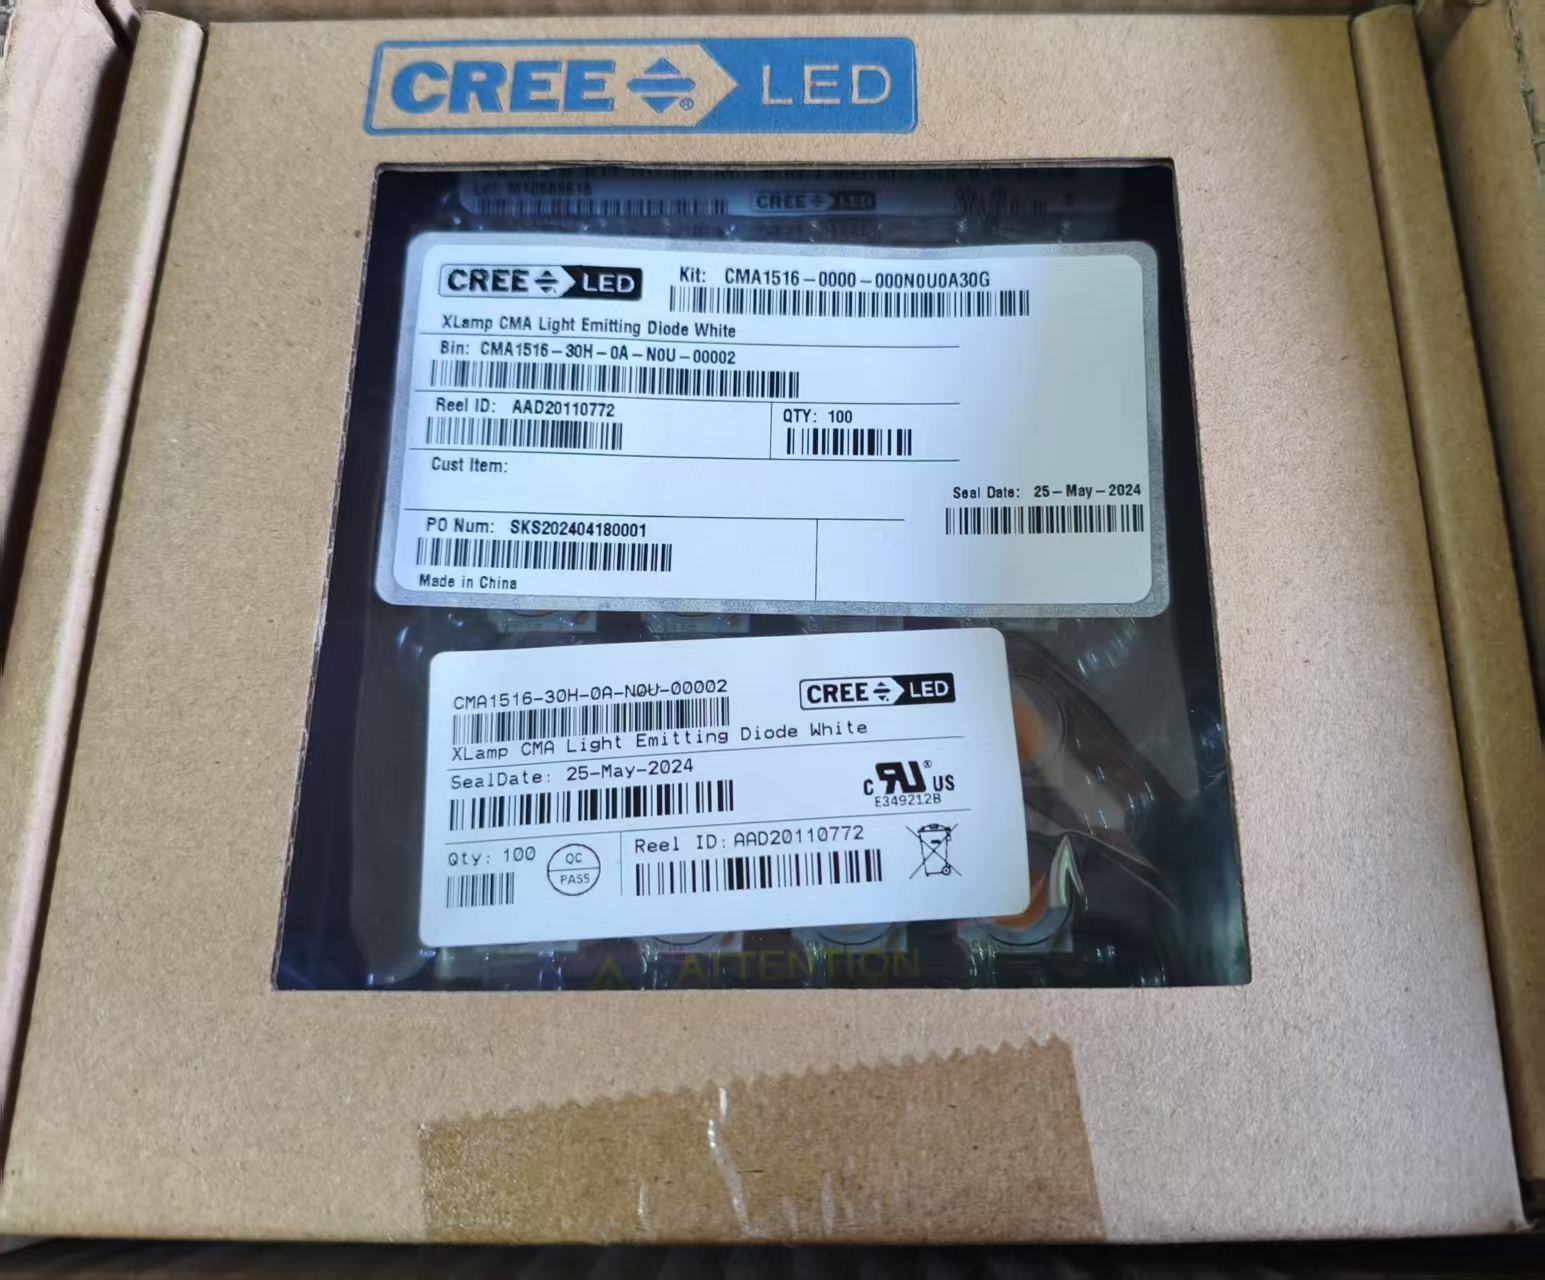 CREE LED
CREE LED
CREE LED
Kit: CMA1516-0000-000N0U0A30G
XLamp CMA Light Emitting Diode White
Bin: CMA1516-30H-0A-N0U-00002
Reel ID: AAD20110772
QTY: 100
Cust Item:
Seal Date: 25-May-2024
PO Num: SKS202404180001
Made in China
CMA1516-30H-0A-N0U-00002
CREE LED
XLamp CMA Light Emitting Diode White
SealDate: 25-May-2024
c RU ® US
E349212B
Qty: 100
QC
PASS
Reel ID: AAD20110772
ATTENTION